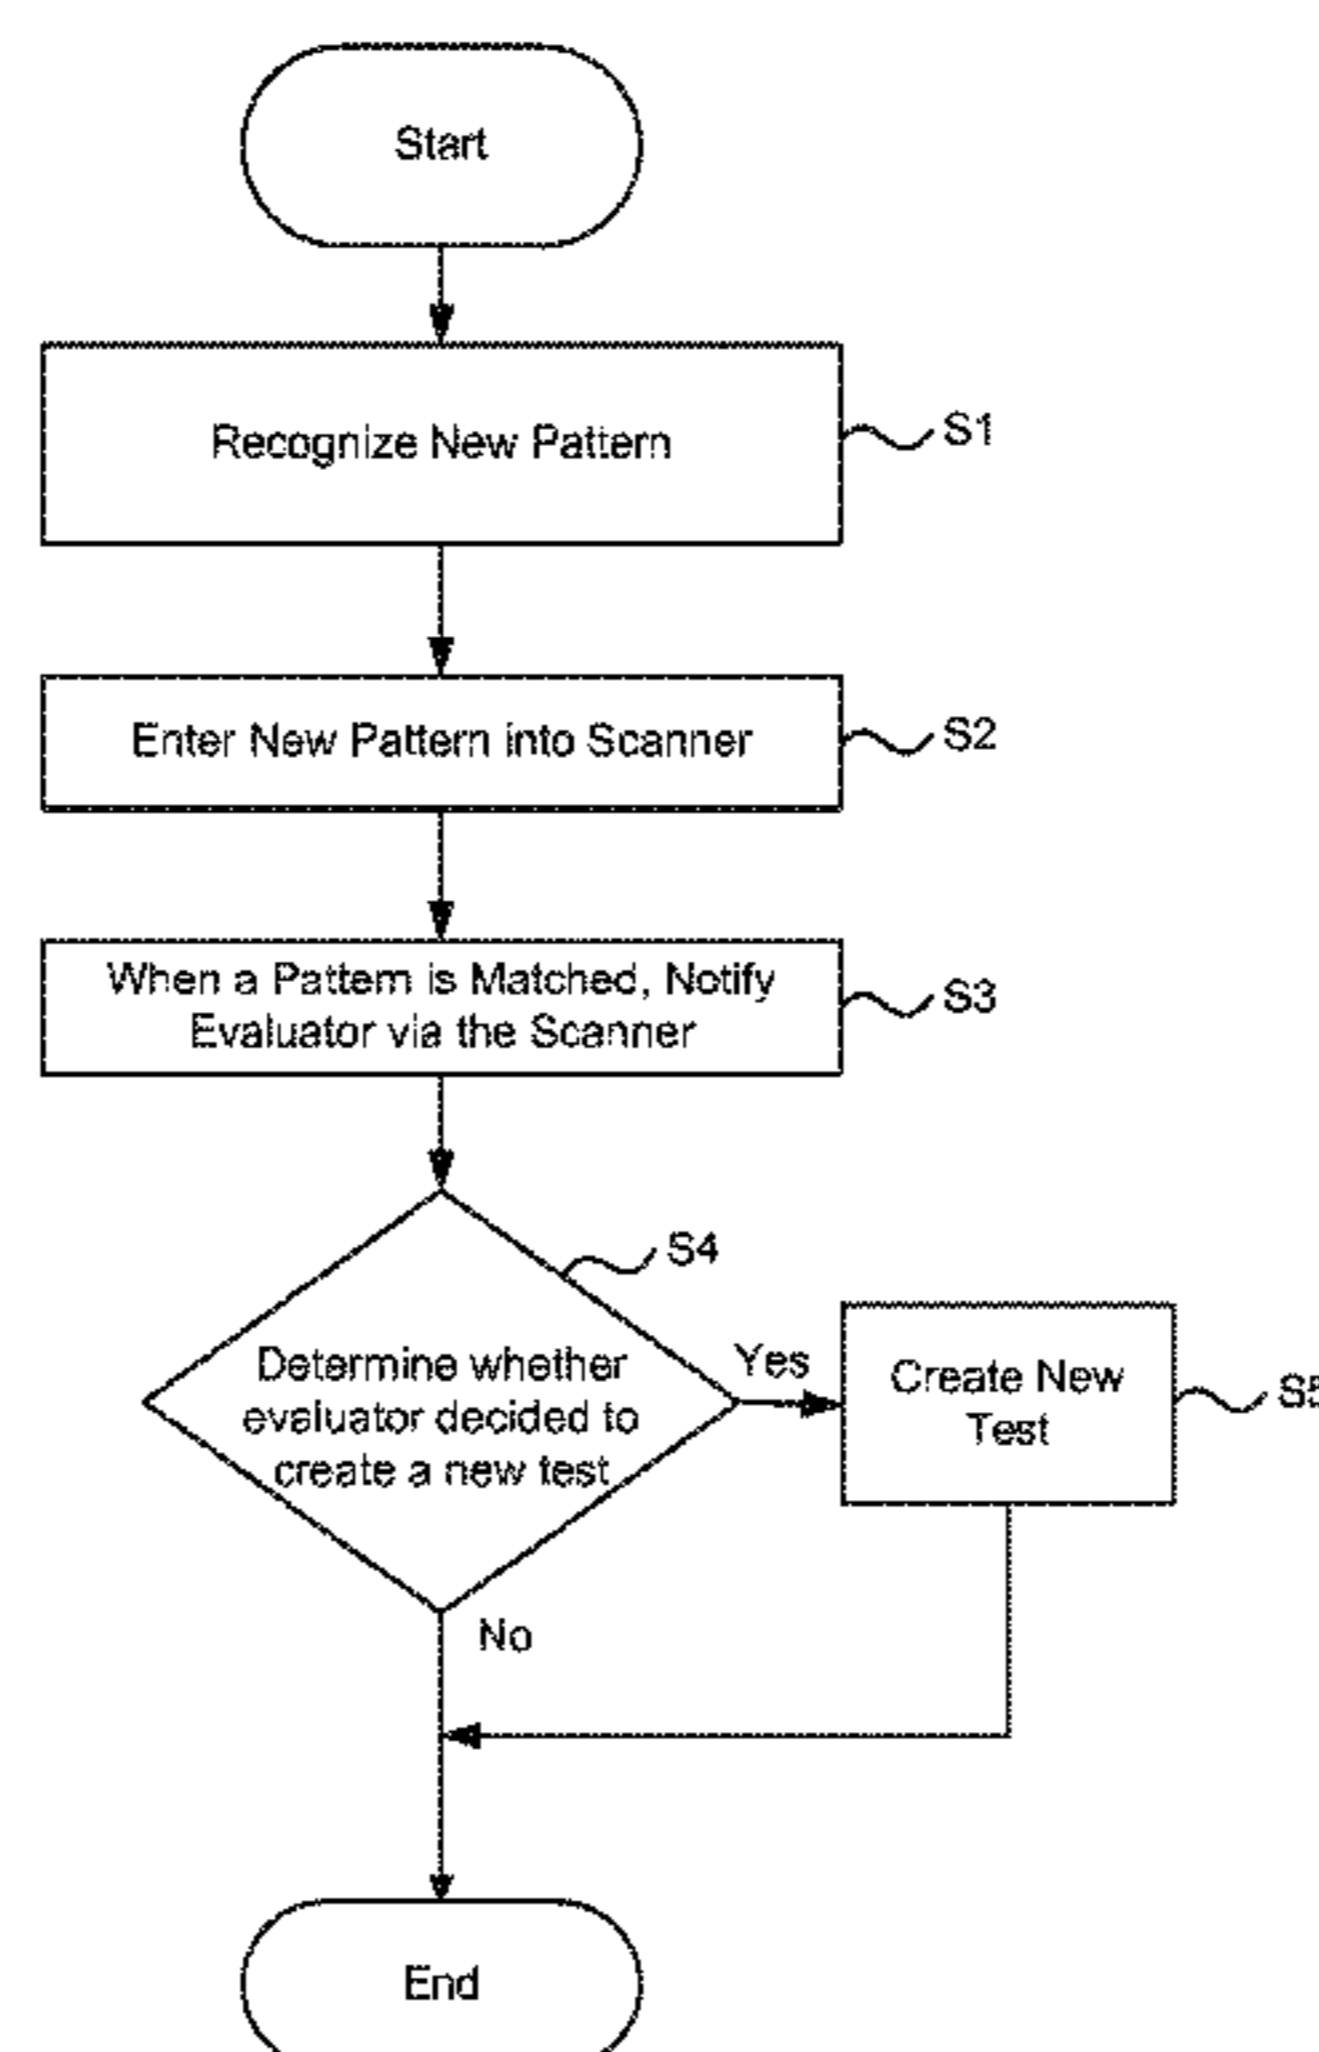 Start
Recognize New Pattern
S1
Enter New Pattern into Scanner
S2
When a Pattern is Matched, Notify
Evaluator via the Scanner
S3
S4
Determine whether
evaluator decided to
create a new test
Yes
Create New
Test
S5
No
End